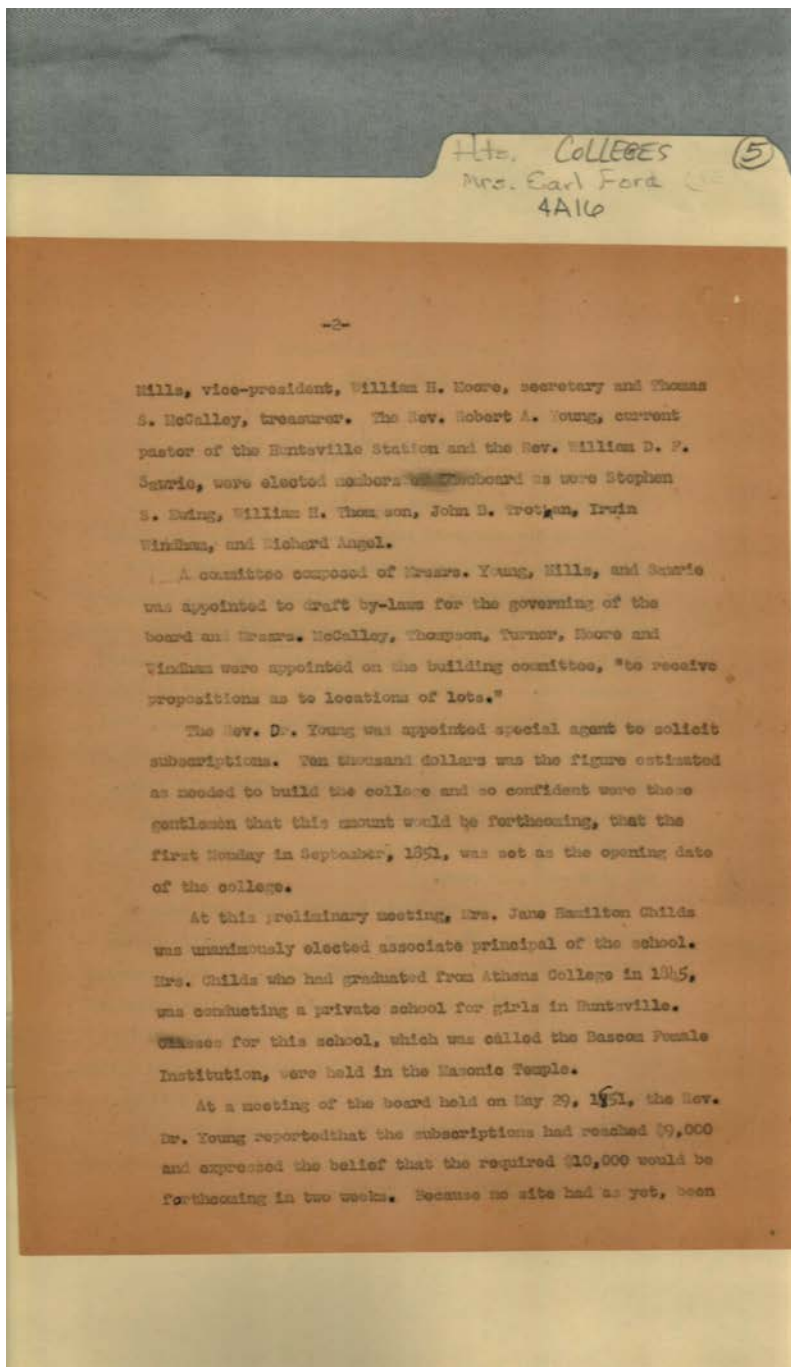 Hts. COLLEGES (5)
Mrs. Earl Ford
4A16
-2-
Mills, vice-president, William H. Moore, secretary and Thomas
S. McCalley, treasurer. The Rev. Robert A. Young, current
pastor of the Huntsville Station and the Rev. William D. F.
Sawrie, were elected members board as were Stephen
S. Ewing, William H. Thom son, John B. Trotman, Irwin
Windham, and Richard Angel.
A committee composed of Mrsrs. Young, Mills, and Sawrie
was appointed to draft by-laws for the governing of the
board and Mrsrs. McCalley, Thompson, Turner, Moore and
Windham were appointed on the building committee, "to receive
propositions as to locations of lots."
The Rev. Dr. Young was appointed special agent to solicit
subscriptions. Ten thousand dollars was the figure estimated
as needed to build the college and so confident were these
gentlemen that this amount would be forthcoming, that the
first Monday in September, 1851, was set as the opening date
of the college.
At this preliminary meeting, Mrs. Jane Hamilton Childs
was unanimously elected associate principal of the school.
Mrs. Childs who had graduated from Athens College in 1845,
was conducting a private school for girls in Huntsville.
Classes for this school, which was called the Bascom Female
Institution, were held in the Masonic Temple.
At a meeting of the board held on May 29, 1851, the Rev.
Dr. Young reportedthat the subscriptions had reached $9,000
and expressed the belief that the required $10,000 would be
forthcoming in two weeks. Because no site had as yet, been